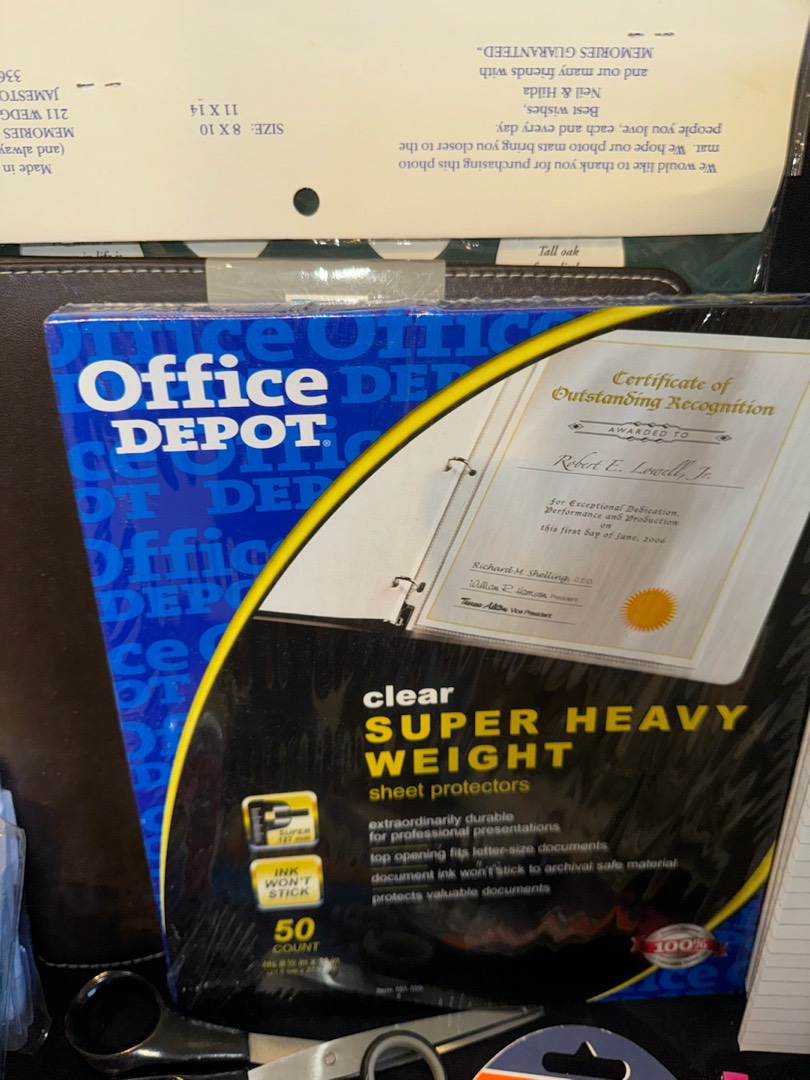 We would like to thank you for purchasing this photo
mat. We hope our photo mats bring you closer to the
people you love, each and every day.
Best wishes,
Neil & Hilda
and our many friends with
MEMORIES GUARANTEED..
SIZE: 8 X 10
11 X 14
Made in
(and alway
MEMORIES
211 WEDG
JAMESTO
336
Tall oak
Office
DEPOT
Certificate of
Outstanding Recognition
AWARDED TO
Robert E. Lowell, Jr.
for Exceptional Dedication,
Performance and Production
on
this first day of June, 2006
Richard M. Shelling, C.E.O.
William R. Hamson President
Vice President
clear
SUPER HEAVY
WEIGHT
sheet protectors
extraordinarily durable
for professional presentations
top opening fits letter-size documents
document ink won't stick to archival safe material
protects valuable documents
SUPER
INK
WON'T
STICK
50
COUNT
100%